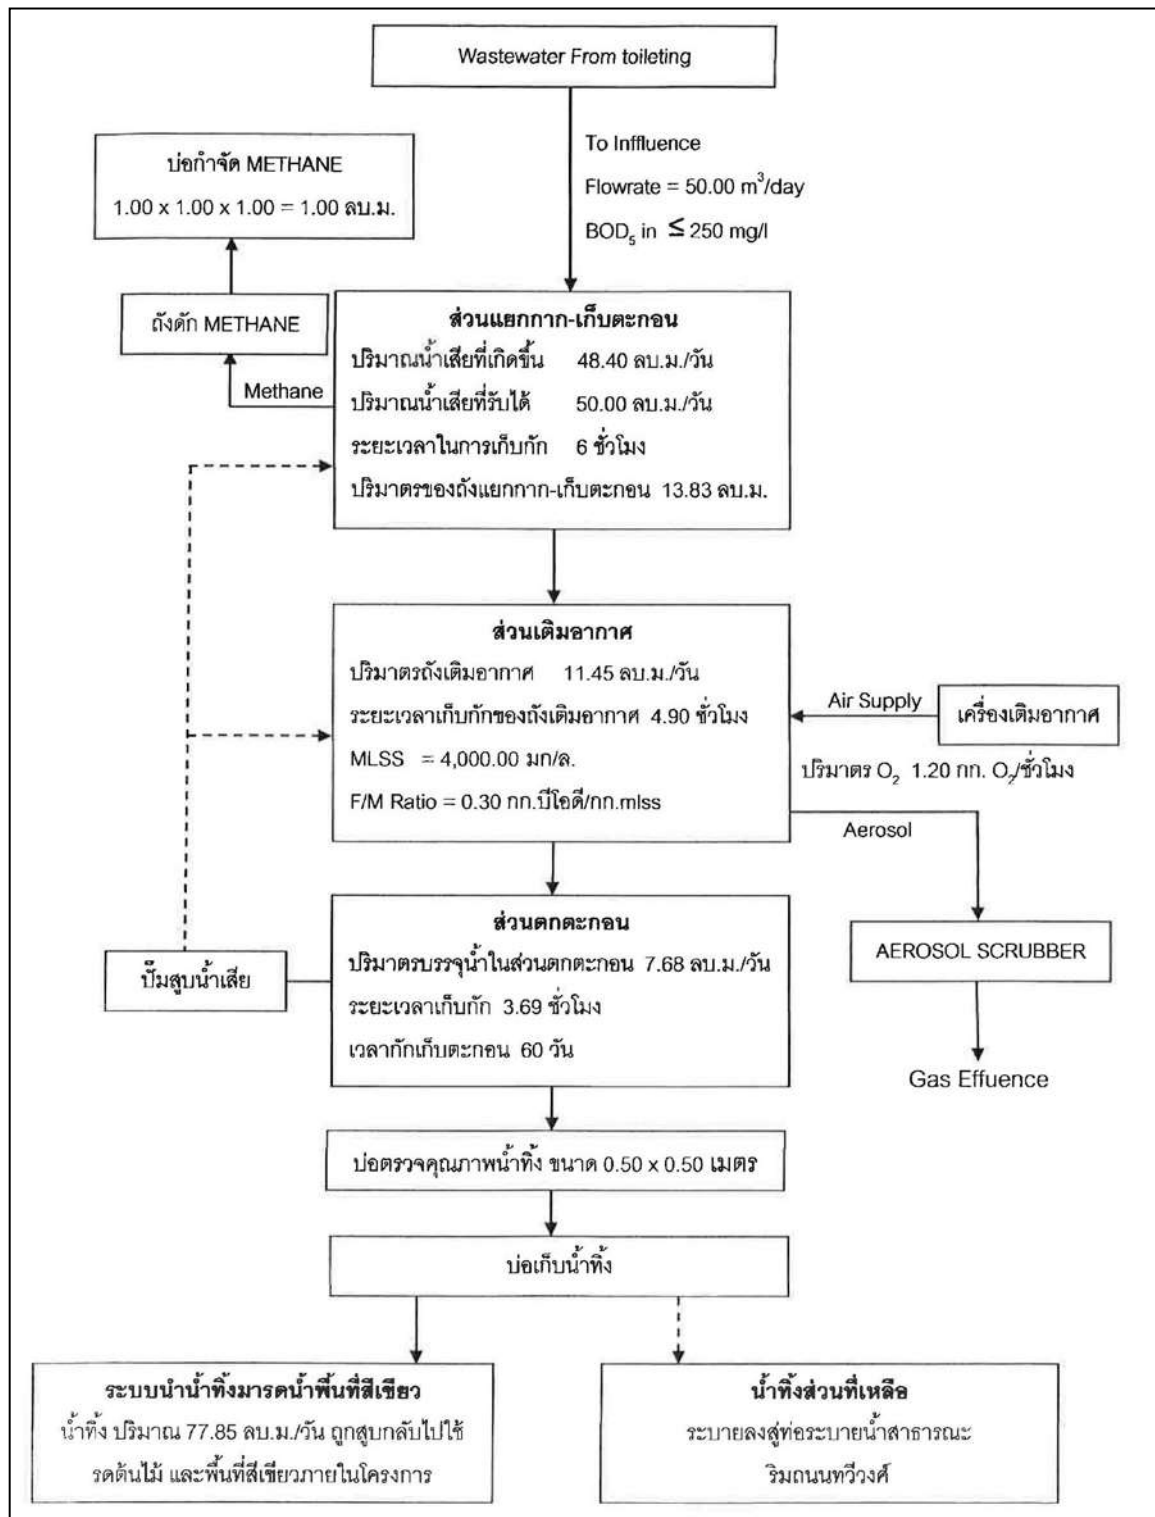 Wastewater From toileting
To Inffluence
Flowrate = 50.00 m³/day
BOD₅ in ≤ 250 mg/l
บ่อกำจัด METHANE
1.00 x 1.00 x 1.00 = 1.00 ลบ.ม.
ถังดัก METHANE
Methane
ส่วนแยกกาก-เก็บตะกอน
ปริมาณน้ำเสียที่เกิดขึ้น 48.40 ลบ.ม./วัน
ปริมาณน้ำเสียที่รับได้ 50.00 ลบ.ม./วัน
ระยะเวลาในการเก็บกัก 6 ชั่วโมง
ปริมาตรของถังแยกกาก-เก็บตะกอน 13.83 ลบ.ม.
ส่วนเติมอากาศ
ปริมาตรถังเติมอากาศ 11.45 ลบ.ม./วัน
ระยะเวลาเก็บกักของถังเติมอากาศ 4.90 ชั่วโมง
MLSS = 4,000.00 มก/ล.
F/M Ratio = 0.30 กก.บีโอดี/กก.mlss
Air Supply
เครื่องเติมอากาศ
ปริมาตร O₂ 1.20 กก. O₂/ชั่วโมง
Aerosol
AEROSOL SCRUBBER
Gas Effuence
ส่วนตกตะกอน
ปริมาตรบรรจุน้ำในส่วนตกตะกอน 7.68 ลบ.ม./วัน
ระยะเวลาเก็บกัก 3.69 ชั่วโมง
เวลากักเก็บตะกอน 60 วัน
ปั๊มสูบน้ำเสีย
บ่อตรวจคุณภาพน้ำทิ้ง ขนาด 0.50 x 0.50 เมตร
บ่อเก็บน้ำทิ้ง
ระบบนำน้ำทิ้งมารดน้ำพื้นที่สีเขียว
น้ำทิ้ง ปริมาณ 77.85 ลบ.ม./วัน ถูกสูบกลับไปใช้
รดต้นไม้ และพื้นที่สีเขียวภายในโครงการ
น้ำทิ้งส่วนที่เหลือ
ระบายลงสู่ท่อระบายน้ำสาธารณะ
ริมถนนทวีวงศ์